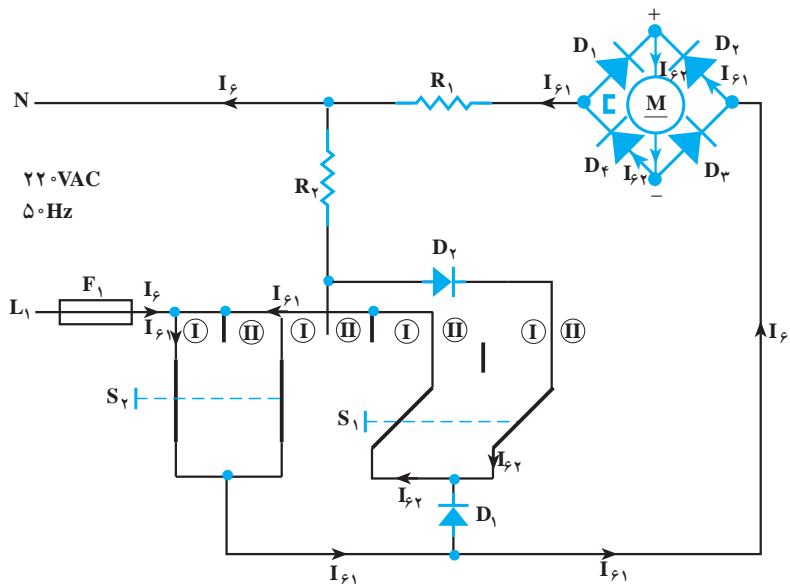 +
D۱ D۲
I۶۲
I۶۱
M
N I۶ R۱ I۶۱
D۴ I۶۲ D۳
−
R۲
۲۲۰VAC
۵۰Hz
D۲
L۱ F۱ I۶ I۶۱
I۶۱ I II I II I II I II
I۶
S۲ S۱
I۶۲
I۶۲
D۱
I۶۱ I۶۱